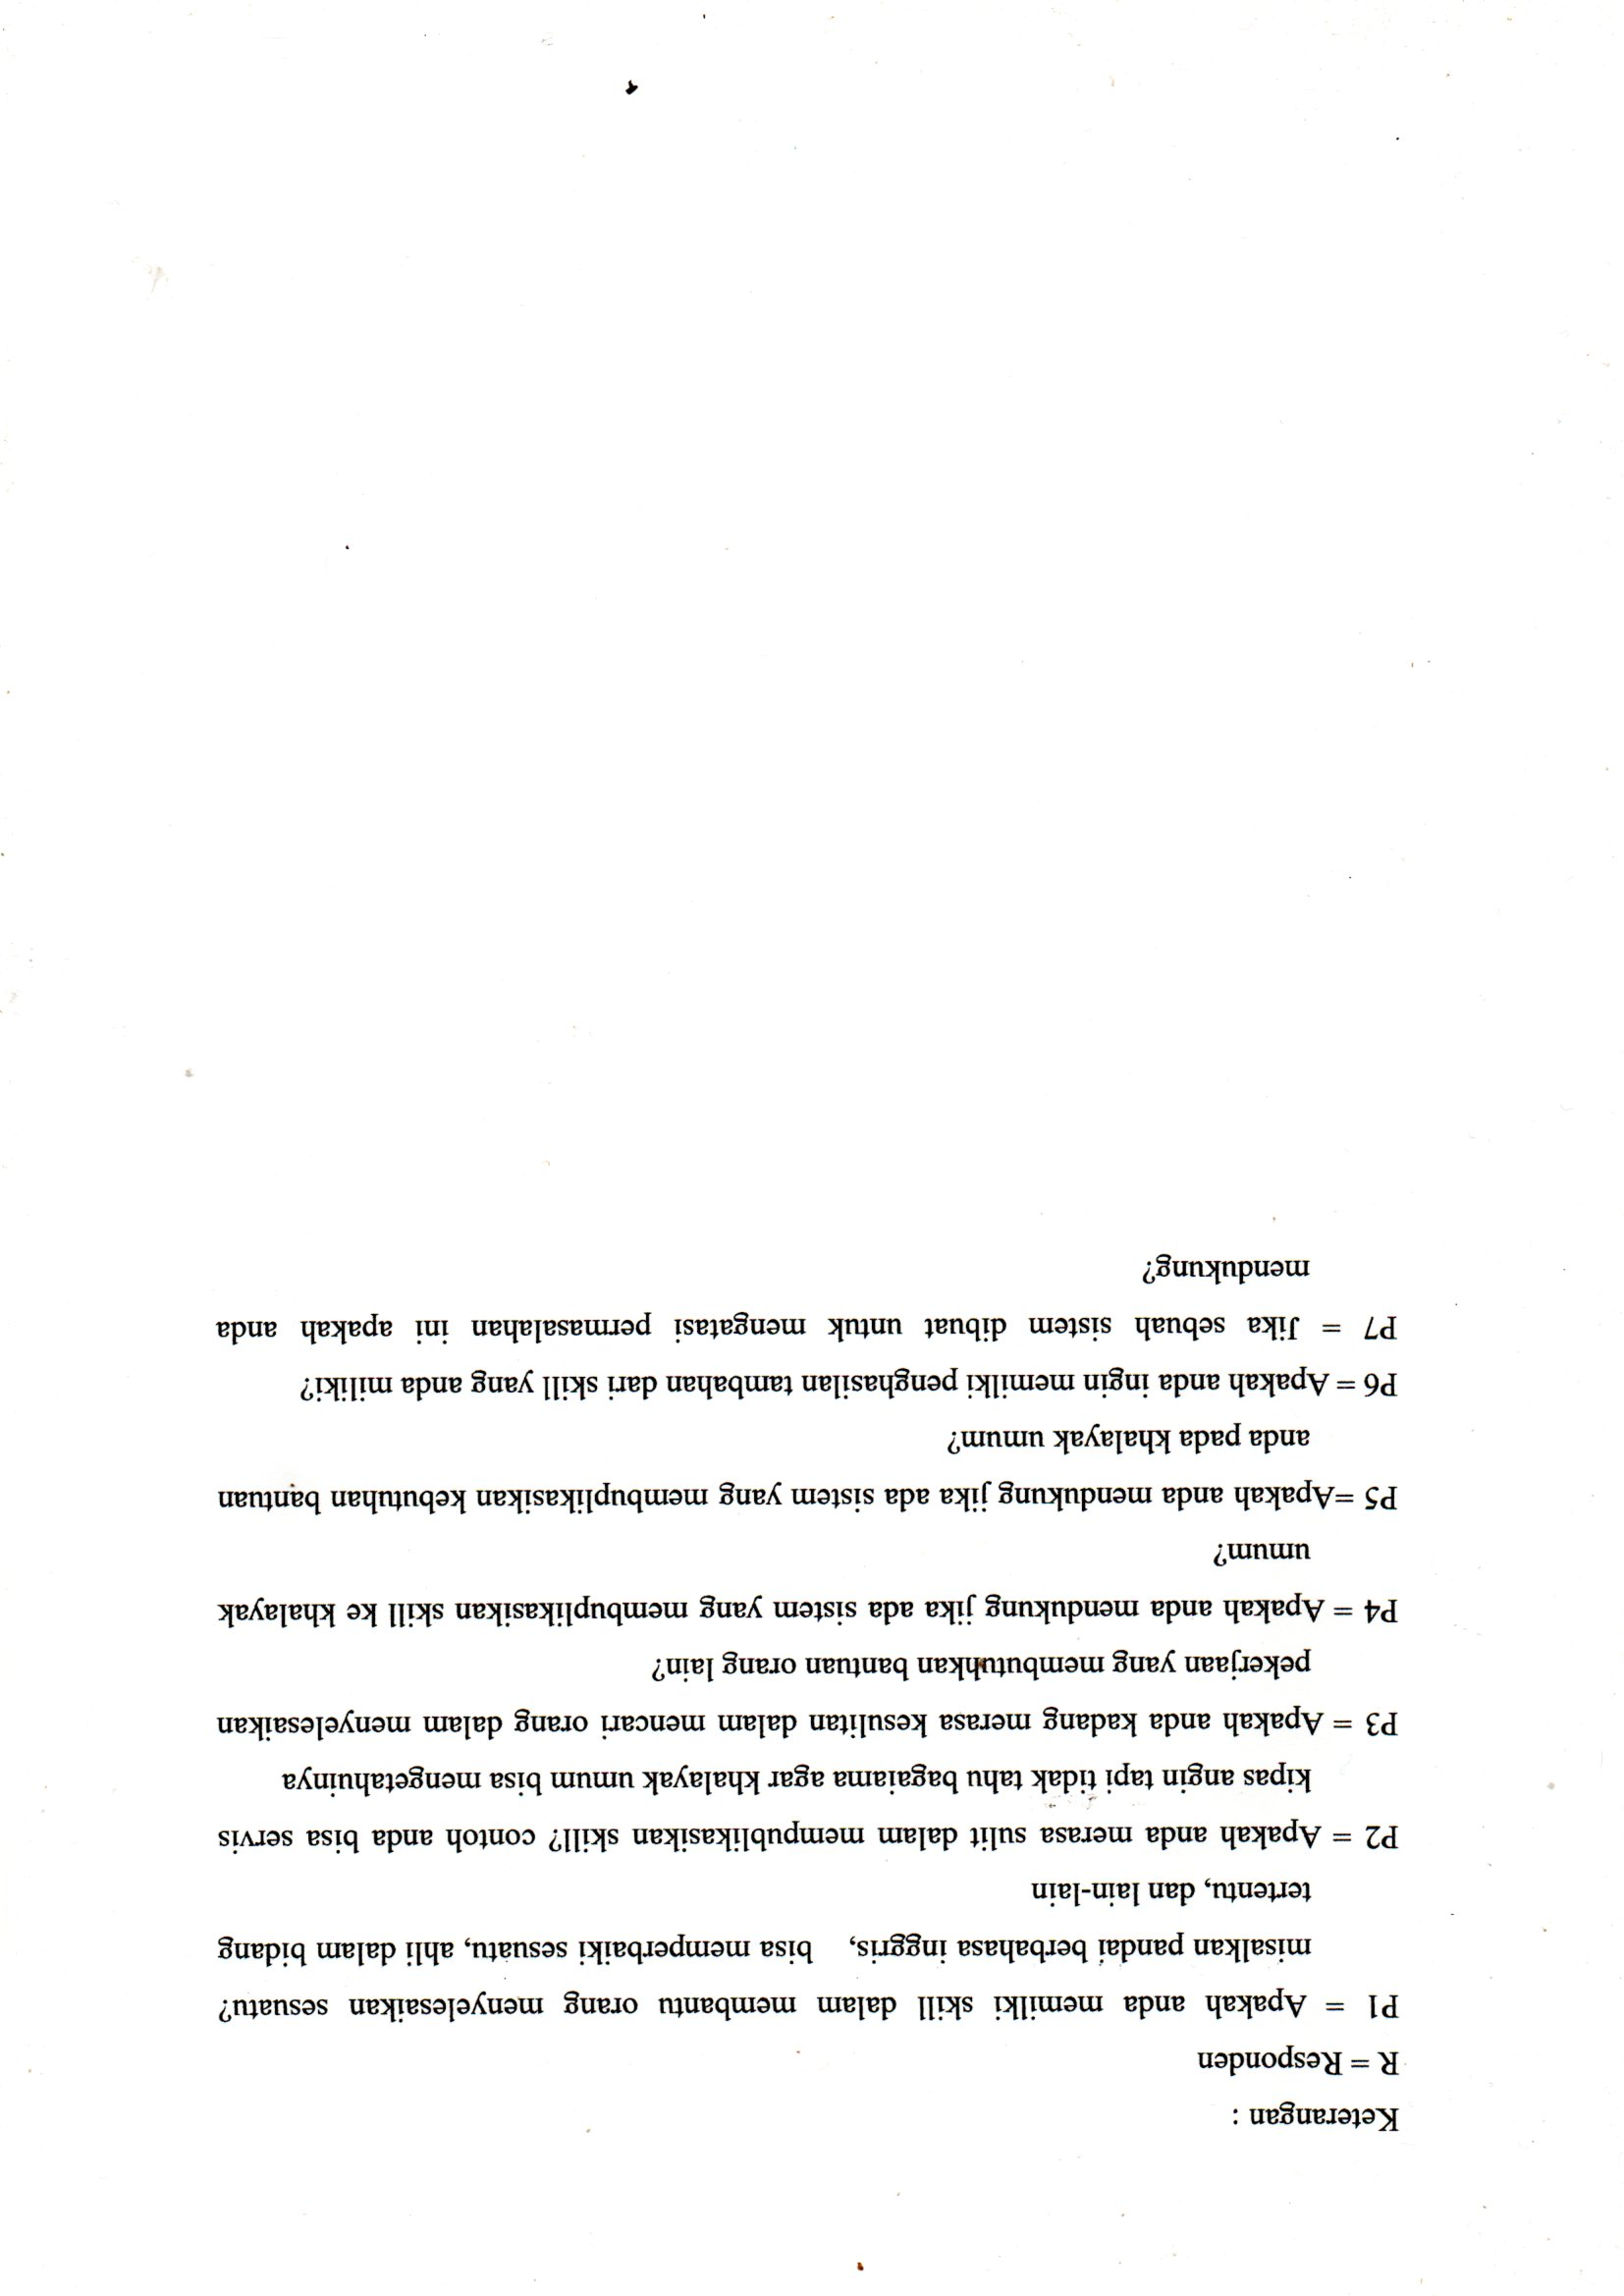 Keterangan :
R = Responden
P1 = Apakah anda memilki skill dalam membantu orang menyelesaikan sesuatu?
misalkan pandai berbahasa inggris, bisa memperbaiki sesuatu, ahli dalam bidang
tertentu, dan lain-lain
P2 = Apakah anda merasa sulit dalam mempublikasikan skill? contoh anda bisa servis
kipas angin tapi tidak tahu bagaiama agar khalayak umum bisa mengetahuinya
P3 = Apakah anda kadang merasa kesulitan dalam mencari orang dalam menyelesaikan
pekerjaan yang membutuhkan bantuan orang lain?
P4 = Apakah anda mendukung jika ada sistem yang membuplikasikan skill ke khalayak
umum?
P5 =Apakah anda mendukung jika ada sistem yang membuplikasikan kebutuhan bantuan
anda pada khalayak umum?
P6 = Apakah anda ingin memilki penghasilan tambahan dari skill yang anda miliki?
P7 = Jika sebuah sistem dibuat untuk mengatasi permasalahan ini apakah anda
mendukung?